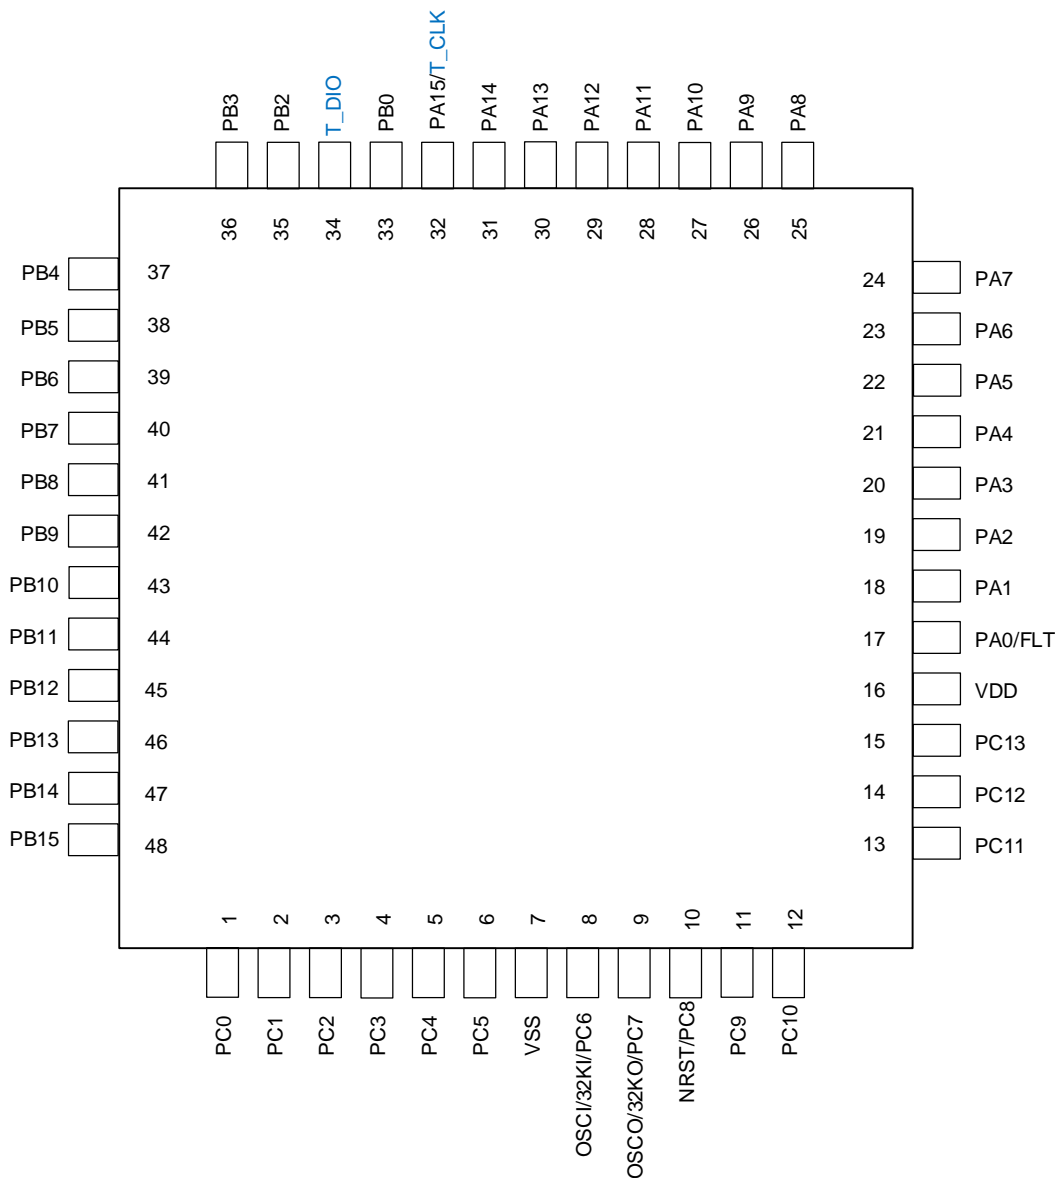 PB3
PB2
T_DIO
PB0
PA15/T_CLK
PA14
PA13
PA12
PA11
PA10
PA9
PA8
36
35
34
33
32
31
30
29
28
27
26
25
PB4 37
PB5 38
PB6 39
PB7 40
PB8 41
PB9 42
PB10 43
PB11 44
PB12 45
PB13 46
PB14 47
PB15 48
24 PA7
23 PA6
22 PA5
21 PA4
20 PA3
19 PA2
18 PA1
17 PA0/FLT
16 VDD
15 PC13
14 PC12
13 PC11
1
2
3
4
5
6
7
8
9
10
11
12
PC0
PC1
PC2
PC3
PC4
PC5
VSS
OSCI/32KI/PC6
OSCO/32KO/PC7
NRST/PC8
PC9
PC10